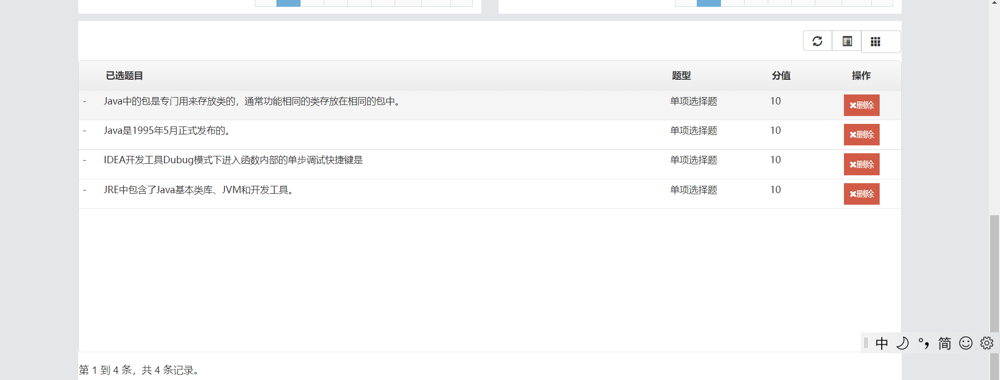 已选题目 题型 分值 操作
- Java中的包是专门用来存放类的，通常功能相同的类存放在相同的包中。 单项选择题 10 删除
- Java是1995年5月正式发布的。 单项选择题 10 删除
- IDEA开发工具Dubug模式下进入函数内部的单步调试快捷键是 单项选择题 10 删除
- JRE中包含了Java基本类库、JVM和开发工具。 单项选择题 10 删除
中 简
第 1 到 4 条，共 4 条记录。